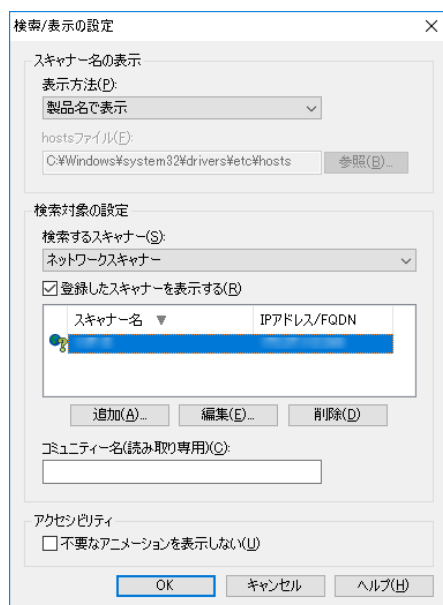 検索/表示の設定
スキャナー名の表示
表示方法(P):
製品名で表示
hostsファイル(F):
C:¥Windows¥system32¥drivers¥etc¥hosts
参照(B)...
検索対象の設定
検索するスキャナー(S):
ネットワークスキャナー
登録したスキャナーを表示する(R)
スキャナー名 IPアドレス/FQDN
追加(A)... 編集(E)... 削除(D)
コミュニティー名(読み取り専用)(C):
アクセシビリティ
不要なアニメーションを表示しない(U)
OK キャンセル ヘルプ(H)